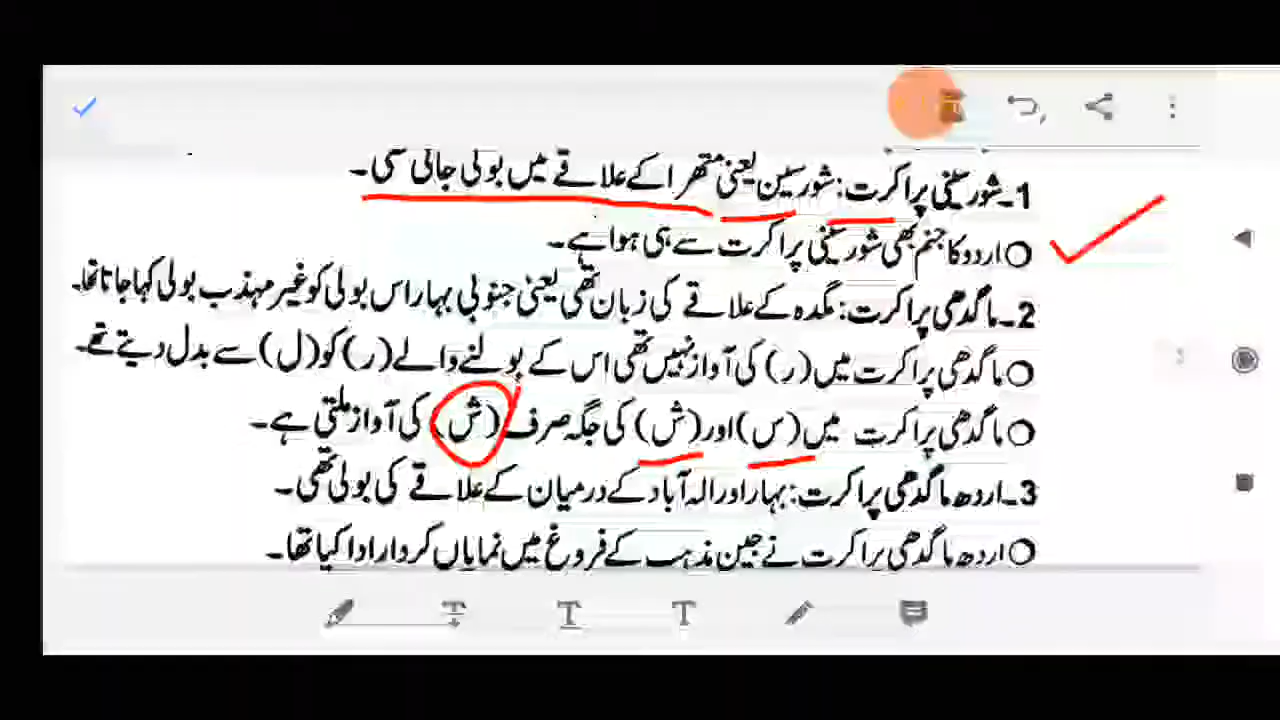 1۔شورسینی پراکرت: شورسین یعنی متھرا کے علاقے میں بولی جاتی تھی۔
اردو کا جنم بھی شورسینی پراکرت سے ہی ہوا ہے۔
2۔ماگدھی پراکرت: مگدھ کے علاقے کی زبان تھی یعنی جنوبی بہار اس بولی کو غیر مہذب بولی کہا جاتا تھا۔
ماگدھی پراکرت میں (ر) کی آواز نہیں تھی اس کے بولنے والے (ر) کو (ل) سے بدل دیتے تھے۔
ماگدھی پراکرت میں (س) اور (ش) کی جگہ صرف (ش) کی آواز ملتی ہے۔
3۔اردھ ماگدھی پراکرت: بہار اور الہ آباد کے درمیان کے علاقے کی بولی تھی۔
اردھ ماگدھی پراکرت نے جین مذہب کے فروغ میں نمایاں کردار ادا کیا تھا۔